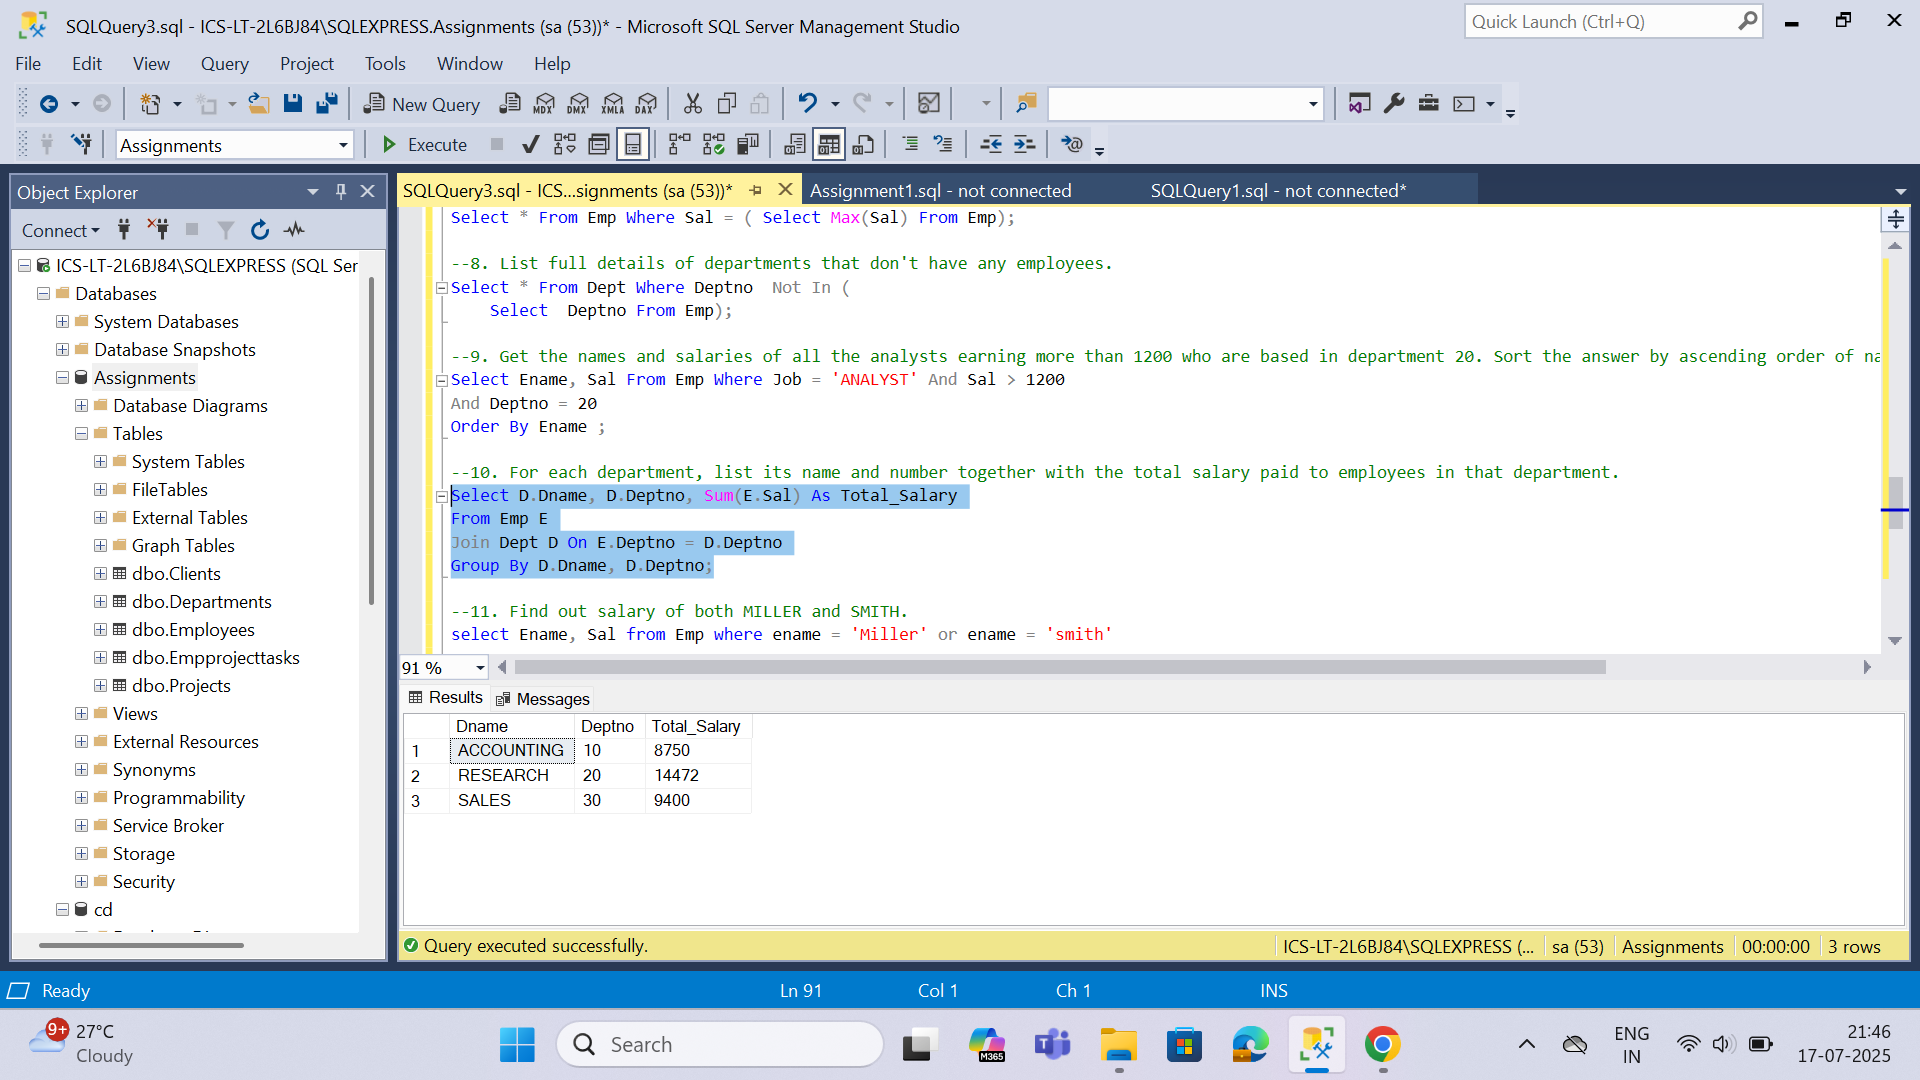 SQLQuery3.sql - ICS-LT-2L6BJ84\SQLEXPRESS.Assignments (sa (53))* - Microsoft SQL Server Management Studio
Quick Launch (Ctrl+Q)
File Edit View Query Project Tools Window Help
New Query
MDX DMX XMLA DAX
Assignments
Execute
Object Explorer
Connect
ICS-LT-2L6BJ84\SQLEXPRESS (SQL Ser
Databases
System Databases
Database Snapshots
Assignments
Database Diagrams
Tables
System Tables
FileTables
External Tables
Graph Tables
dbo.Clients
dbo.Departments
dbo.Employees
dbo.Empprojecttasks
dbo.Projects
Views
External Resources
Synonyms
Programmability
Service Broker
Storage
Security
cd
SQLQuery3.sql - ICS...signments (sa (53))*
Assignment1.sql - not connected
SQLQuery1.sql - not connected*
Select * From Emp Where Sal = ( Select Max(Sal) From Emp);
--8. List full details of departments that don't have any employees.
Select * From Dept Where Deptno  Not In (
    Select  Deptno From Emp);
--9. Get the names and salaries of all the analysts earning more than 1200 who are based in department 20. Sort the answer by ascending order of na
Select Ename, Sal From Emp Where Job = 'ANALYST' And Sal > 1200
And Deptno = 20
Order By Ename ;
--10. For each department, list its name and number together with the total salary paid to employees in that department.
Select D.Dname, D.Deptno, Sum(E.Sal) As Total_Salary
From Emp E
Join Dept D On E.Deptno = D.Deptno
Group By D.Dname, D.Deptno;
--11. Find out salary of both MILLER and SMITH.
select Ename, Sal from Emp where ename = 'Miller' or ename = 'smith'
91 %
Results Messages
Dname Deptno Total_Salary
1 ACCOUNTING 10 8750
2 RESEARCH 20 14472
3 SALES 30 9400
Query executed successfully.
ICS-LT-2L6BJ84\SQLEXPRESS (... sa (53) Assignments 00:00:00 3 rows
Ready
Ln 91 Col 1 Ch 1 INS
9+
27°C
Cloudy
Search
M365
ENG
IN
21:46
17-07-2025